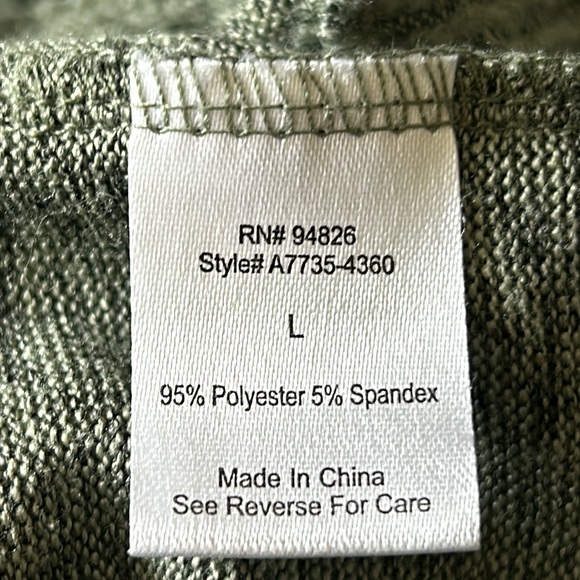 RN# 94826
Style# A7735-4360
L
95% Polyester 5% Spandex
Made In China
See Reverse For Care